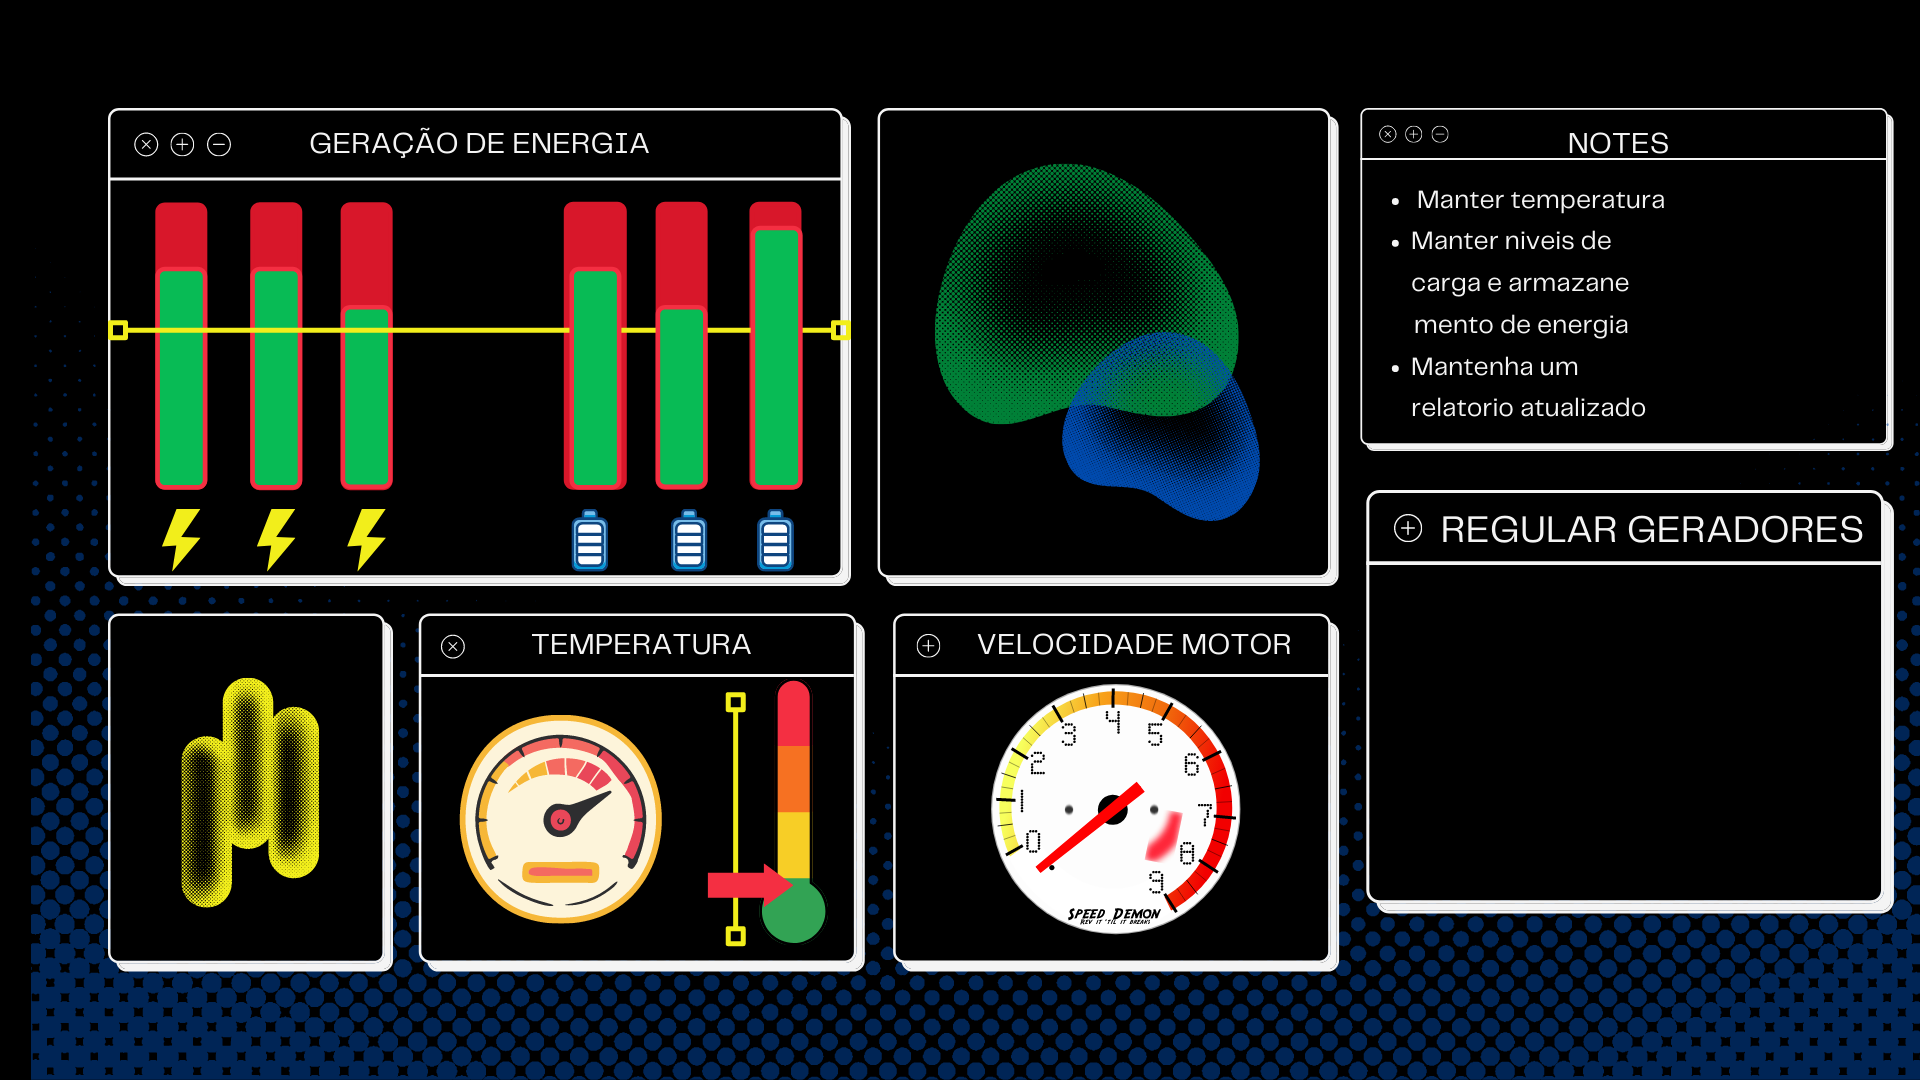 GERAÇÃO DE ENERGIA
NOTES
• Manter temperatura
• Manter niveis de
carga e armazane
mento de energia
• Mantenha um
relatorio atualizado
REGULAR GERADORES
TEMPERATURA
VELOCIDADE MOTOR
0
1
2
3
4
5
6
7
8
9
SPEED DEMON
REV IT 'TIL IT BREAKS